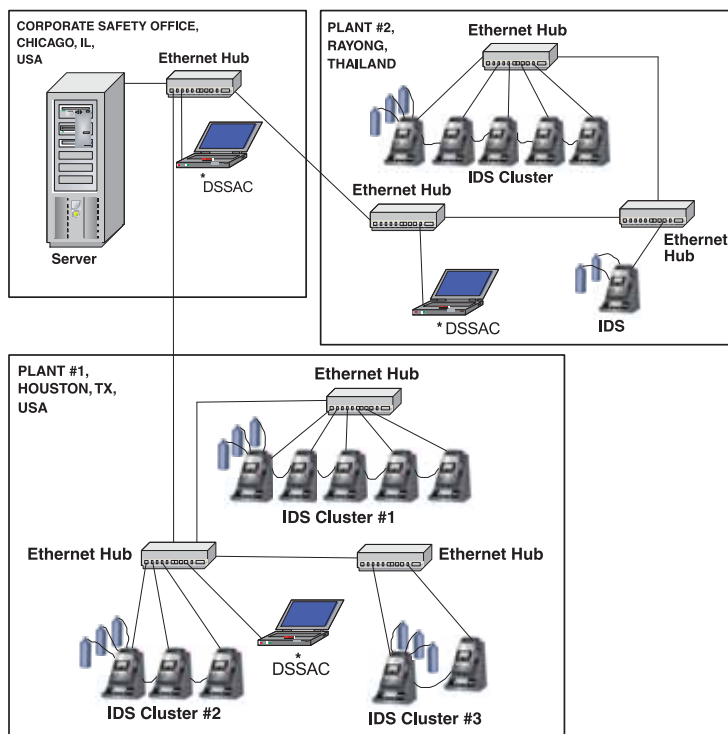 CORPORATE SAFETY OFFICE,
CHICAGO, IL,
USA
Ethernet Hub
*
DSSAC
Server
PLANT #2,
RAYONG,
THAILAND
Ethernet Hub
IDS Cluster
Ethernet Hub
Ethernet
Hub
* DSSAC
IDS
PLANT #1,
HOUSTON, TX,
USA
Ethernet Hub
IDS Cluster #1
Ethernet Hub
Ethernet Hub
*
DSSAC
IDS Cluster #2
IDS Cluster #3